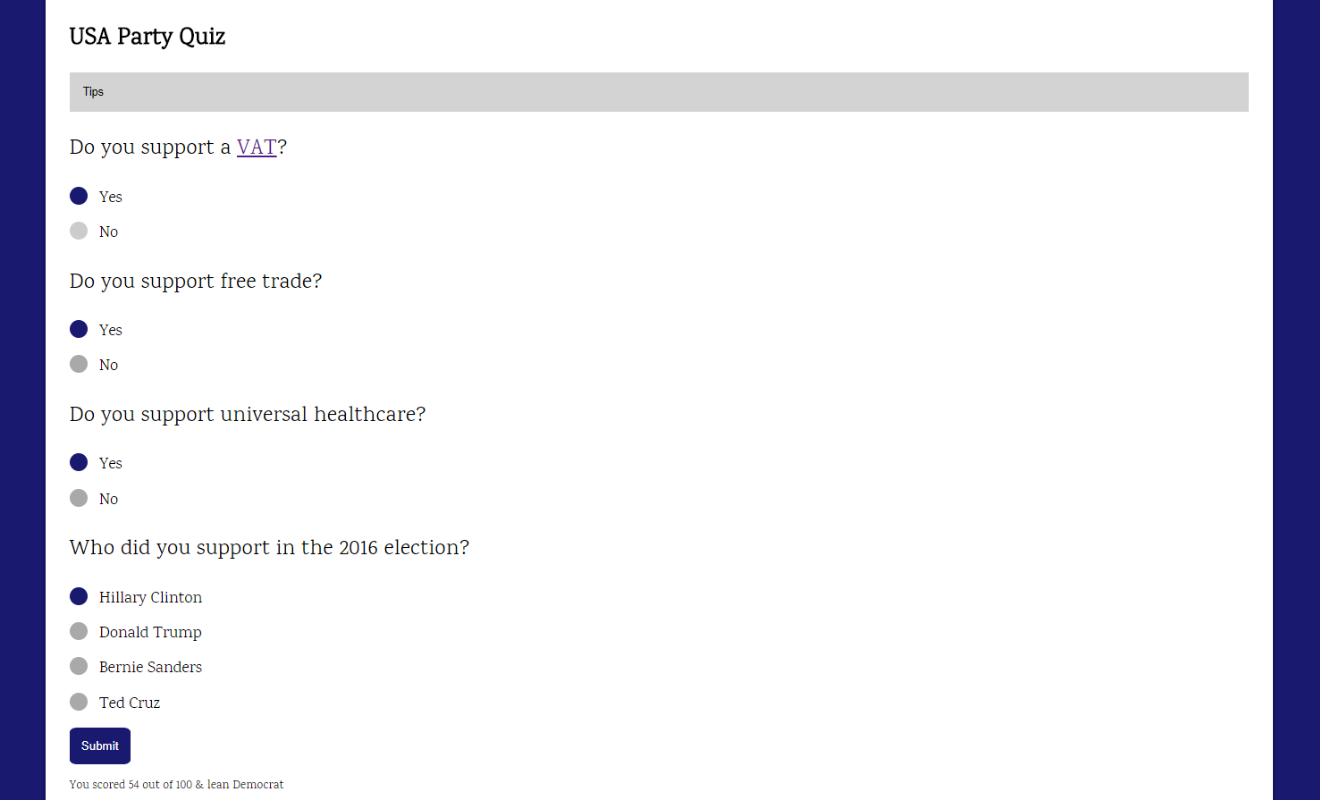 USA Party Quiz
Tips
Do you support a VAT?
Yes
No
Do you support free trade?
Yes
No
Do you support universal healthcare?
Yes
No
Who did you support in the 2016 election?
Hillary Clinton
Donald Trump
Bernie Sanders
Ted Cruz
Submit
You scored 54 out of 100 & lean Democrat